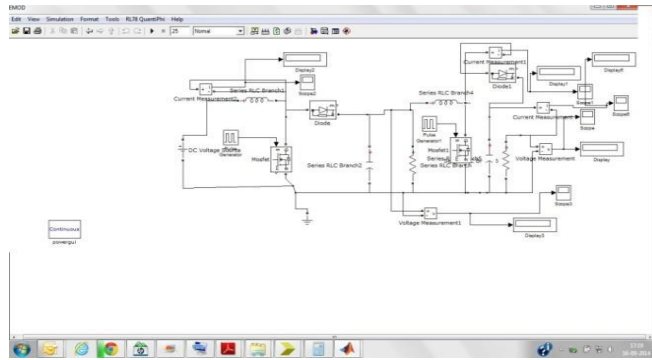 EMOD
Edit View Simulation Format Tools RL78 QuantiPhi Help
25 Normal
Display2
Scope2
Series RLC Branch1
Current Measurement2
Diode
DC Voltage Source
Pulse
Generator
Mosfet
Series RLC Branch2
Series RLC Branch4
Current Measurement1
Diode1
Display1
Scope1
Current Measurement
Scope
Pulse
Generator1
Mosfet1
Series RLC Branch
Voltage Measurement
Display
Voltage Measurement1
Scope3
Display3
Continuous
powergui